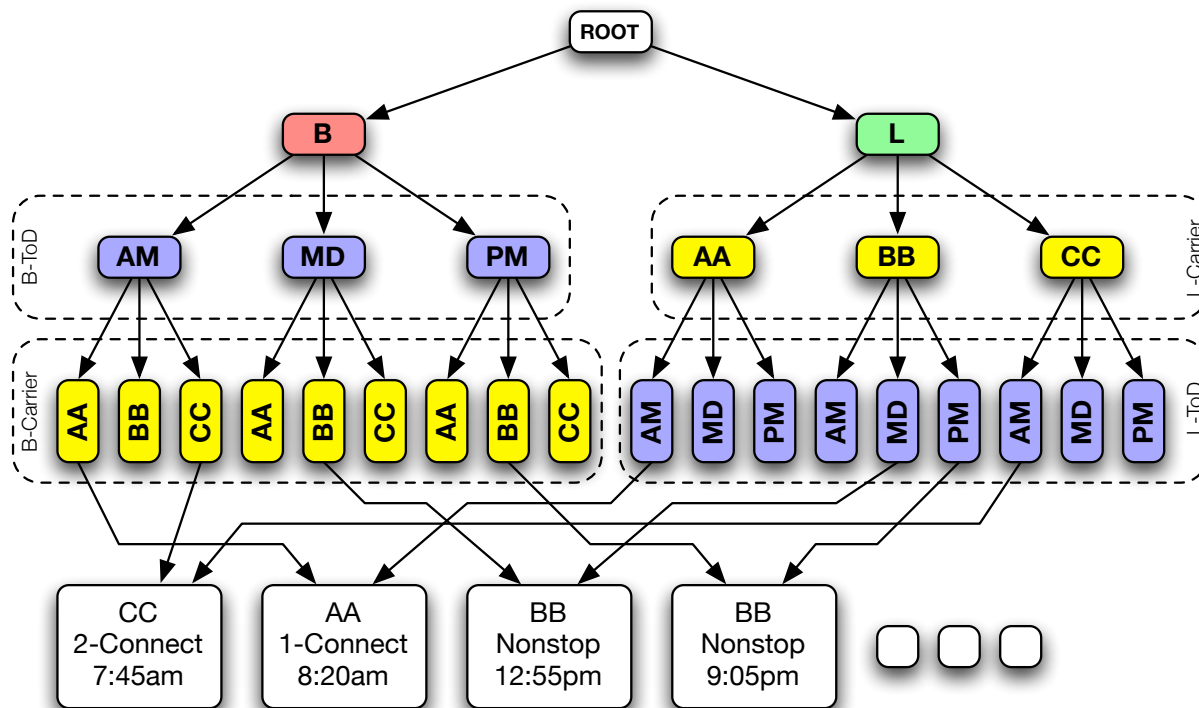 ROOT
B
L
B-ToD
AM
MD
PM
AA
BB
CC
L-Carrier
B-Carrier
AA
BB
CC
AA
BB
CC
AA
BB
CC
AM
MD
PM
AM
MD
PM
AM
MD
PM
L-ToD
CC
2-Connect
7:45am
AA
1-Connect
8:20am
BB
Nonstop
12:55pm
BB
Nonstop
9:05pm